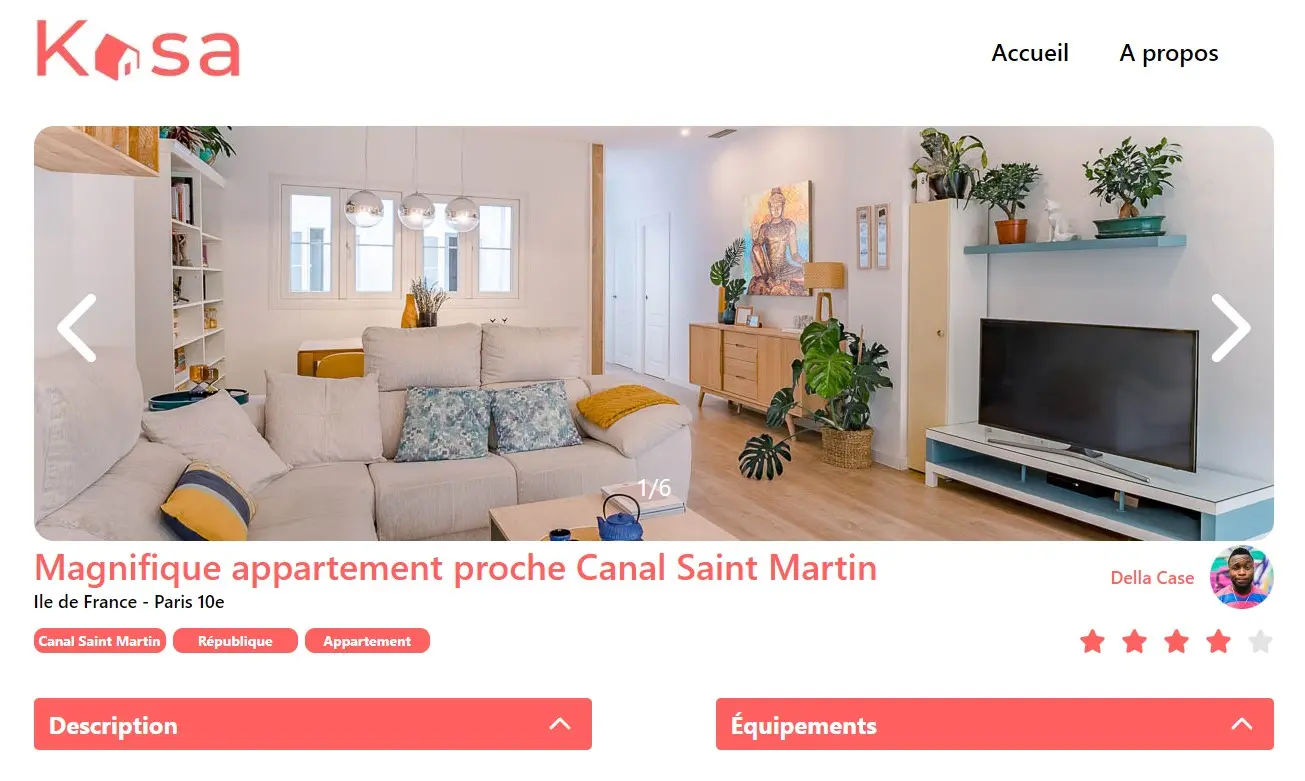 Kasa
Accueil A propos
1/6
Magnifique appartement proche Canal Saint Martin
Della Case
Ile de France - Paris 10e
Canal Saint Martin République Appartement
Description Équipements